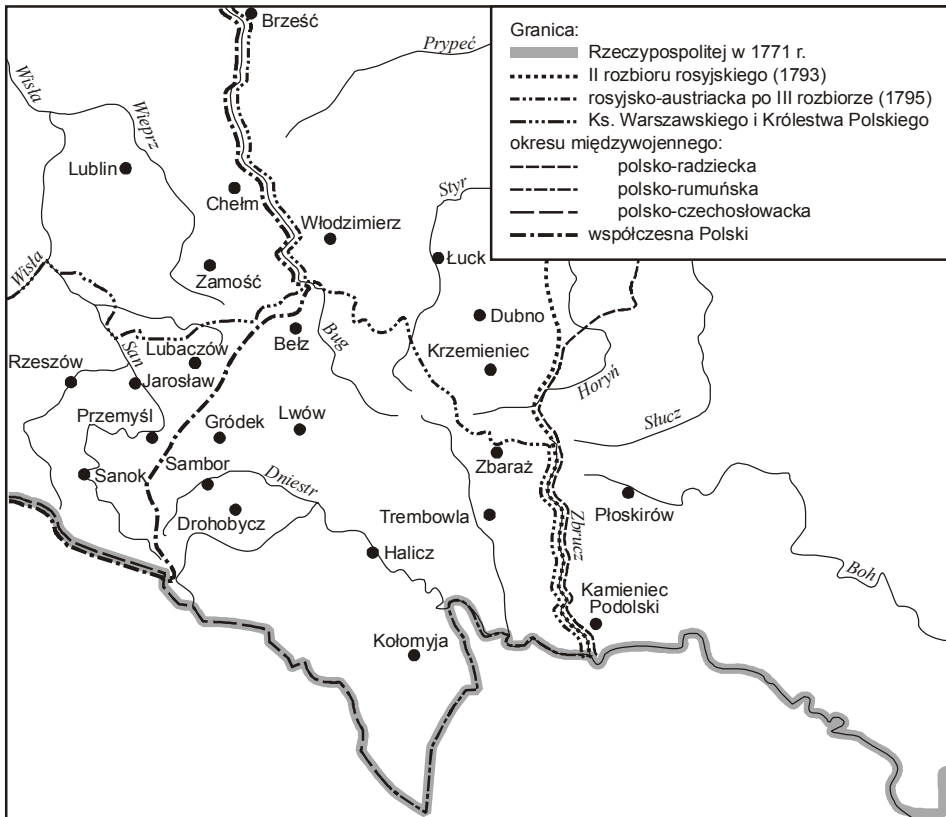 Granica:
Rzeczypospolitej w 1771 r.
II rozbioru rosyjskiego (1793)
rosyjsko-austriacka po III rozbiorze (1795)
Ks. Warszawskiego i Królestwa Polskiego
okresu międzywojennego:
polsko-radziecka
polsko-rumuńska
polsko-czechosłowacka
współczesna Polski
Brześć
Prypeć
Wisła
Wieprz
Lublin
Chełm
Styr
Włodzimierz
Łuck
Wisła
Zamość
Dubno
Bełz
Bug
Krzemieniec
Lubaczów
San
Rzeszów
Jarosław
Horyń
Przemyśl
Gródek
Lwów
Słucz
Zbaraż
Sanok
Sambor
Dniestr
Płoskirów
Drohobycz
Trembowla
Zbrucz
Halicz
Boh
Kamieniec
Podolski
Kołomyja